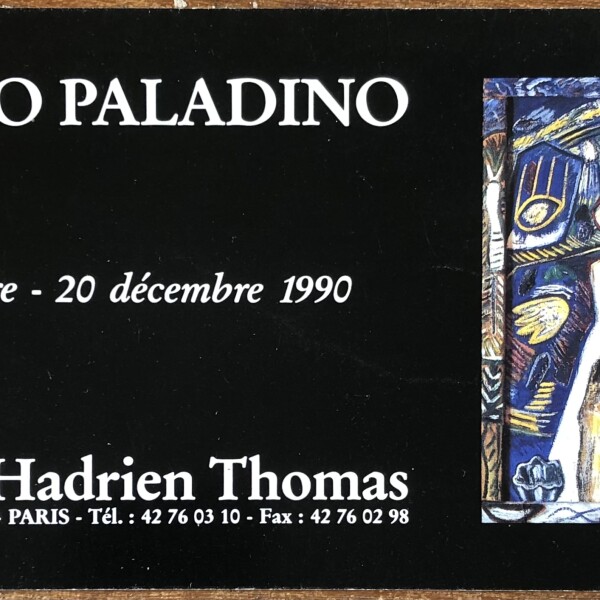 O PALADINO
re - 20 décembre 1990
Hadrien Thomas
- PARIS - Tél. : 42 76 03 10 - Fax : 42 76 02 98